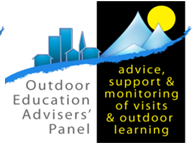 Outdoor
Education
Advisers'
Panel
advice,
support &
monitoring
of visits
& outdoor
learning